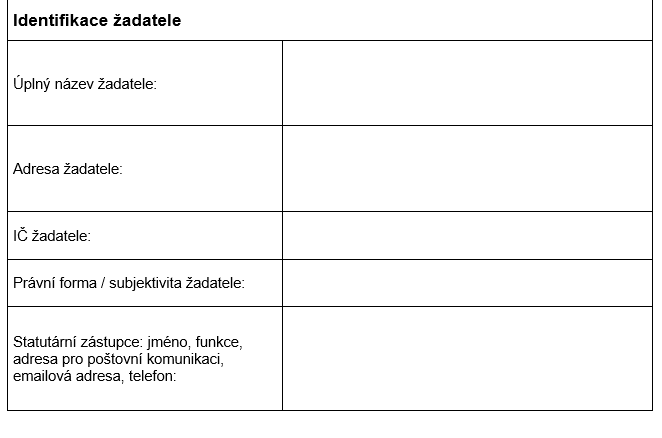 Identifikace žadatele
Úplný název žadatele:
Adresa žadatele:
IČ žadatele:
Právní forma / subjektivita žadatele:
Statutární zástupce: jméno, funkce,
adresa pro poštovní komunikaci,
emailová adresa, telefon: